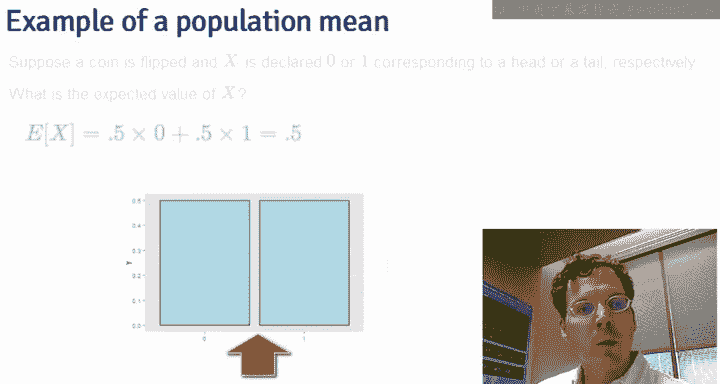 Example of a population mean
Suppose a coin is flipped and X is declared 0 or 1 corresponding to a head or a tail, respectively
What is the expected value of X?
E[X] = .5 × 0 + .5 × 1 = .5
0.5
0.4
0.3
0.2
0.1
0.0
0 1